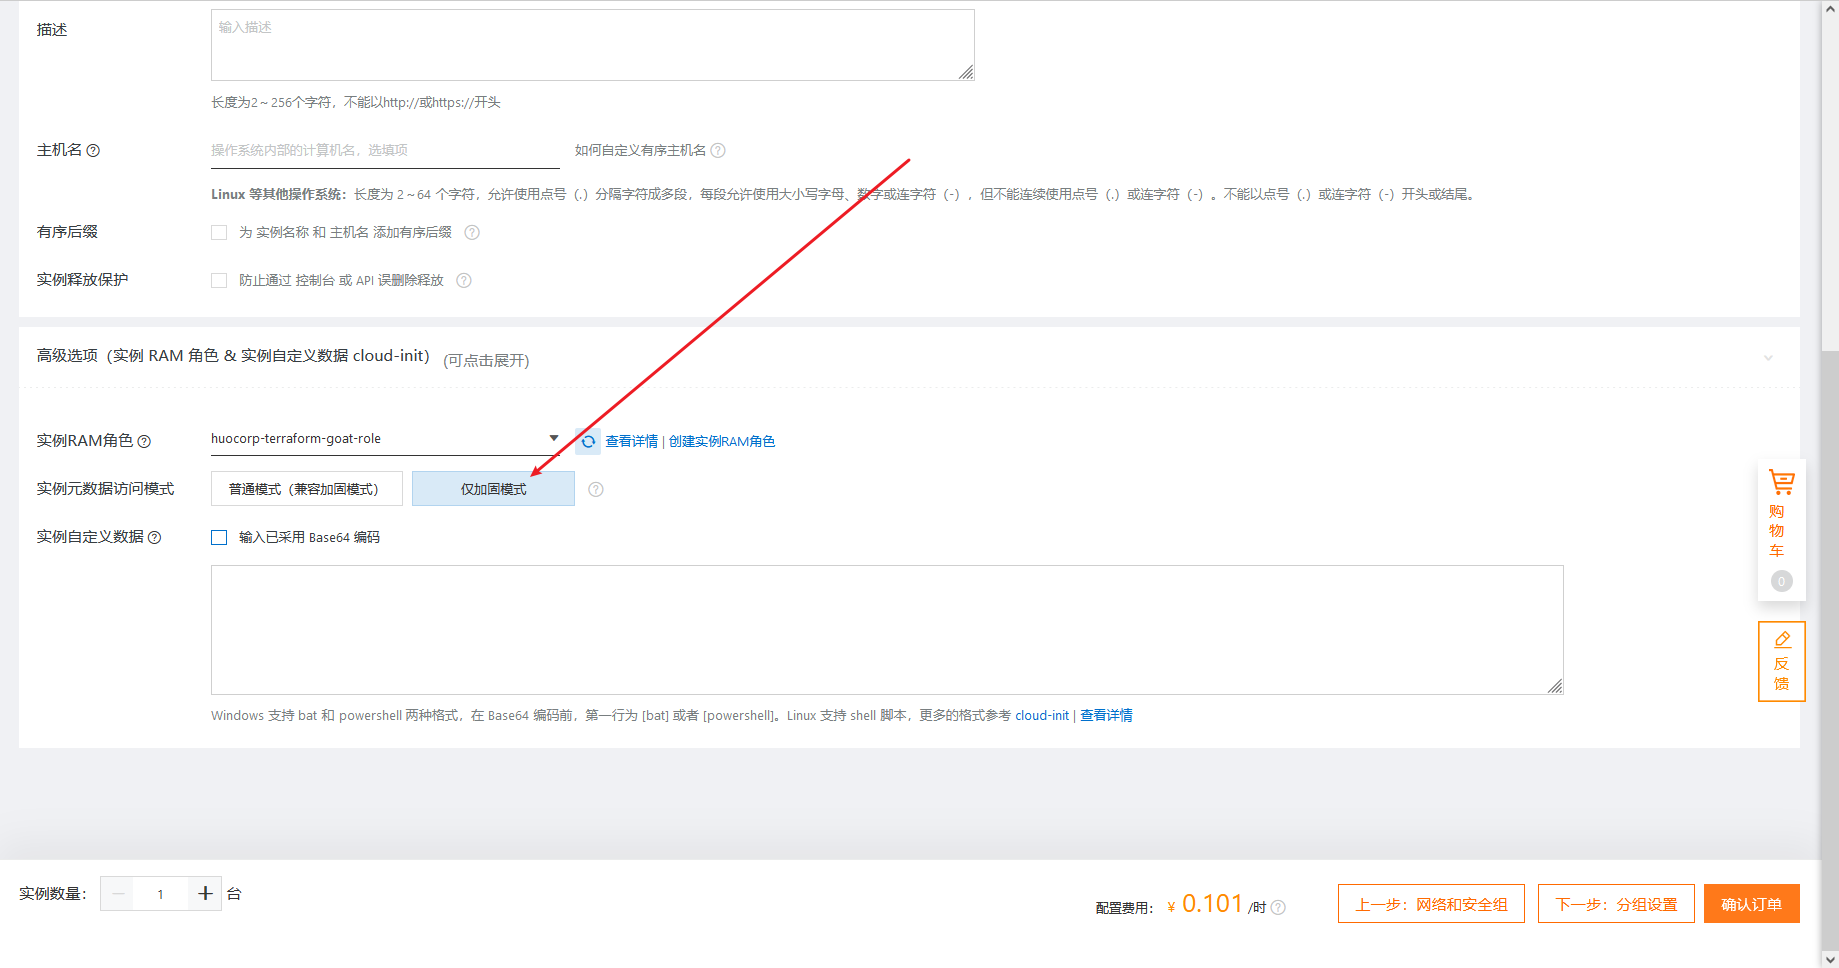 描述
输入描述
长度为2～256个字符，不能以http://或https://开头
主机名 操作系统内部的计算机名，选填项 如何自定义有序主机名
Linux 等其他操作系统：长度为 2～64 个字符，允许使用点号（.）分隔字符成多段，每段允许使用大小写字母、数字或连字符（-），但不能连续使用点号（.）或连字符（-）。不能以点号（.）或连字符（-）开头或结尾。
有序后缀 为 实例名称 和 主机名 添加有序后缀
实例释放保护 防止通过 控制台 或 API 误删除释放
高级选项（实例 RAM 角色 & 实例自定义数据 cloud-init） （可点击展开）
实例RAM角色 huocorp-terraform-goat-role 查看详情 | 创建实例RAM角色
实例元数据访问模式 普通模式（兼容加固模式） 仅加固模式
实例自定义数据 输入已采用 Base64 编码
Windows 支持 bat 和 powershell 两种格式，在 Base64 编码前，第一行为 [bat] 或者 [powershell]。Linux 支持 shell 脚本，更多的格式参考 cloud-init | 查看详情
购
物
车
0
反
馈
实例数量： 1 台
配置费用： ¥ 0.101 /时
上一步：网络和安全组 下一步：分组设置 确认订单